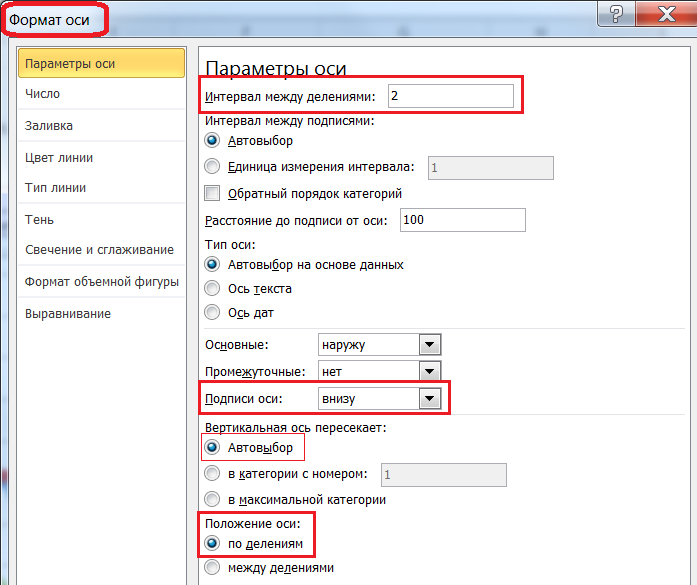 Формат оси
Параметры оси
Число
Заливка
Цвет линии
Тип линии
Тень
Свечение и сглаживание
Формат объемной фигуры
Выравнивание
Параметры оси
Интервал между делениями: 2
Интервал между подписями:
Автовыбор
Единица измерения интервала: 1
Обратный порядок категорий
Расстояние до подписи от оси: 100
Тип оси:
Автовыбор на основе данных
Ось текста
Ось дат
Основные: наружу
Промежуточные: нет
Подписи оси: внизу
Вертикальная ось пересекает:
Автовыбор
в категории с номером: 1
в максимальной категории
Положение оси:
по делениям
между делениями